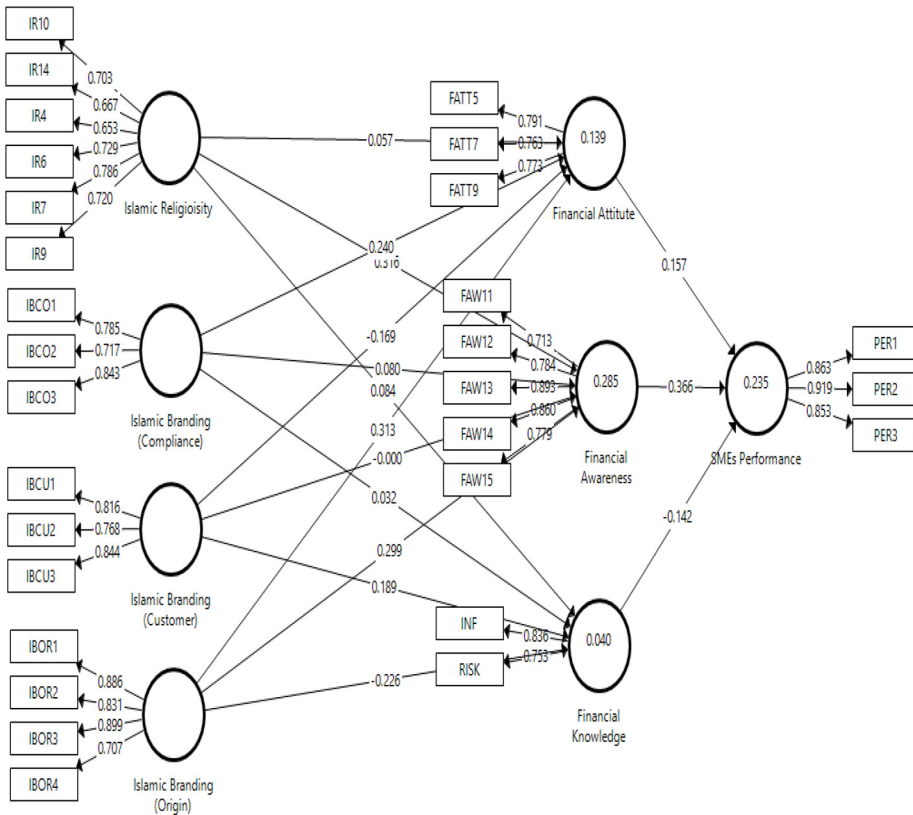 IR10
IR14
IR4
IR6
IR7
IR9
0.703
0.667
0.653
0.729
0.786
0.720
Islamic Religioisity
IBCO1
IBCO2
IBCO3
0.785
0.717
0.843
Islamic Branding
(Compliance)
IBCU1
IBCU2
IBCU3
0.816
0.768
0.844
Islamic Branding
(Customer)
IBOR1
IBOR2
IBOR3
IBOR4
0.886
0.831
0.899
0.707
Islamic Branding
(Origin)
0.057
0.240
0.316
-0.169
0.080
0.084
0.313
-0.000
0.032
0.299
0.189
-0.226
FATT5
FATT7
FATT9
0.791
0.763
0.773
0.139
Financial Attitute
FAW11
FAW12
FAW13
FAW14
FAW15
0.713
0.784
0.893
0.860
0.779
0.285
Financial
Awareness
INF
RISK
0.836
0.753
0.040
Financial
Knowledge
0.157
0.366
-0.142
0.235
SMEs Performance
0.863
0.919
0.853
PER1
PER2
PER3